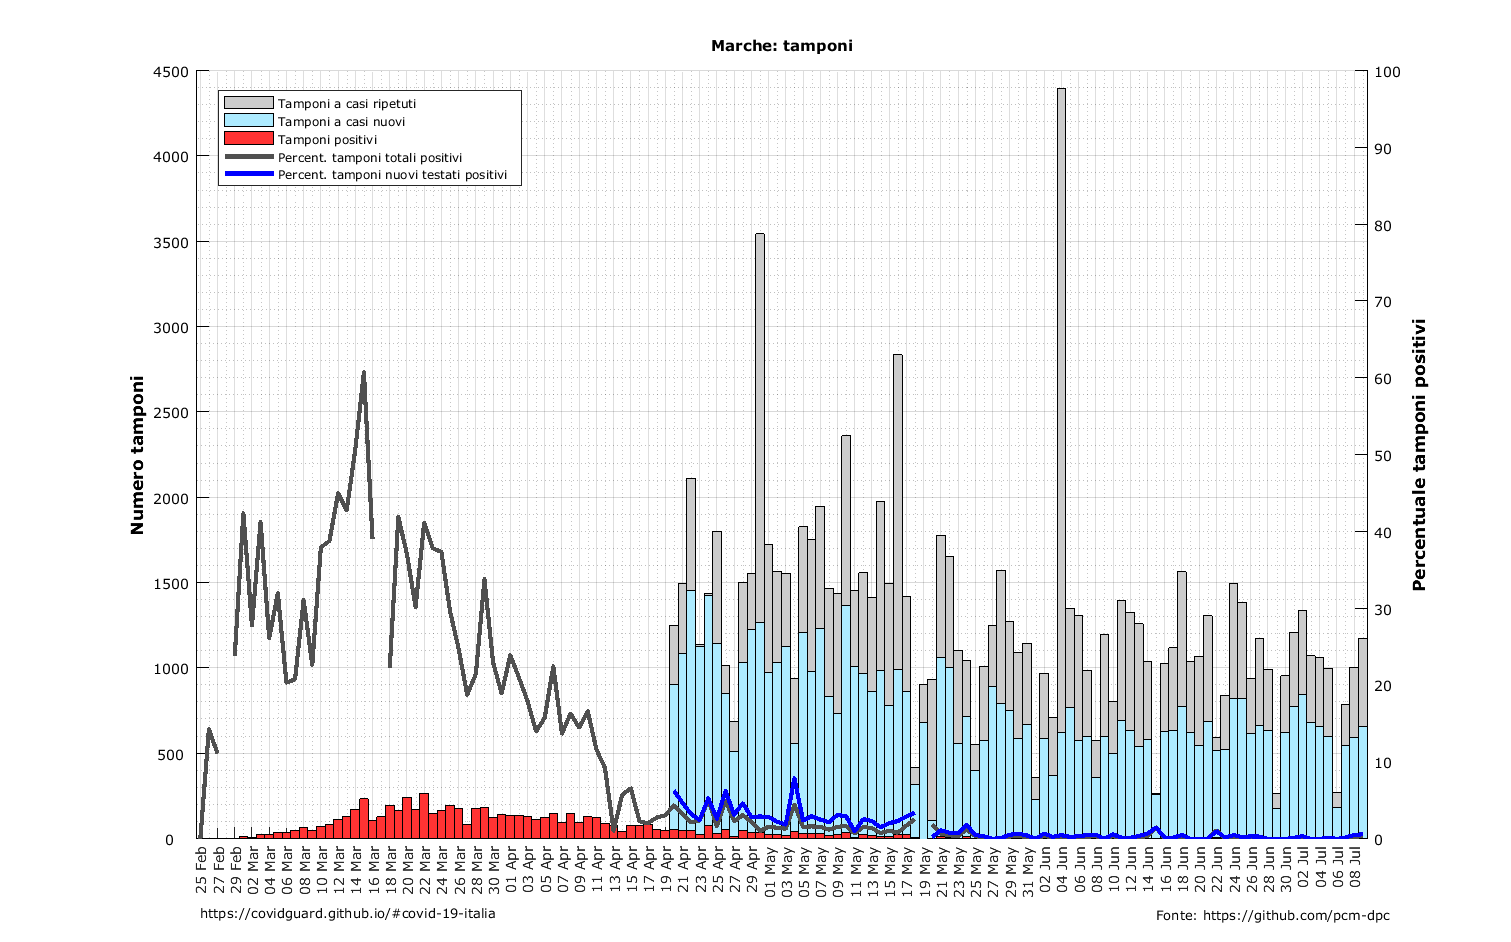 Marche: tamponi
4500
4000
3500
3000
2500
2000
1500
1000
500
0
Numero tamponi
Tamponi a casi ripetuti
Tamponi a casi nuovi
Tamponi positivi
Percent. tamponi totali positivi
Percent. tamponi nuovi testati positivi
100
90
80
70
60
50
40
30
20
10
0
Percentuale tamponi positivi
25 Feb
27 Feb
29 Feb
02 Mar
04 Mar
06 Mar
08 Mar
10 Mar
12 Mar
14 Mar
16 Mar
18 Mar
20 Mar
22 Mar
24 Mar
26 Mar
28 Mar
30 Mar
01 Apr
03 Apr
05 Apr
07 Apr
09 Apr
11 Apr
13 Apr
15 Apr
17 Apr
19 Apr
21 Apr
23 Apr
25 Apr
27 Apr
29 Apr
01 May
03 May
05 May
07 May
09 May
11 May
13 May
15 May
17 May
19 May
21 May
23 May
25 May
27 May
29 May
31 May
02 Jun
04 Jun
06 Jun
08 Jun
10 Jun
12 Jun
14 Jun
16 Jun
18 Jun
20 Jun
22 Jun
24 Jun
26 Jun
28 Jun
30 Jun
02 Jul
04 Jul
06 Jul
08 Jul
https://covidguard.github.io/#covid-19-italia
Fonte: https://github.com/pcm-dpc